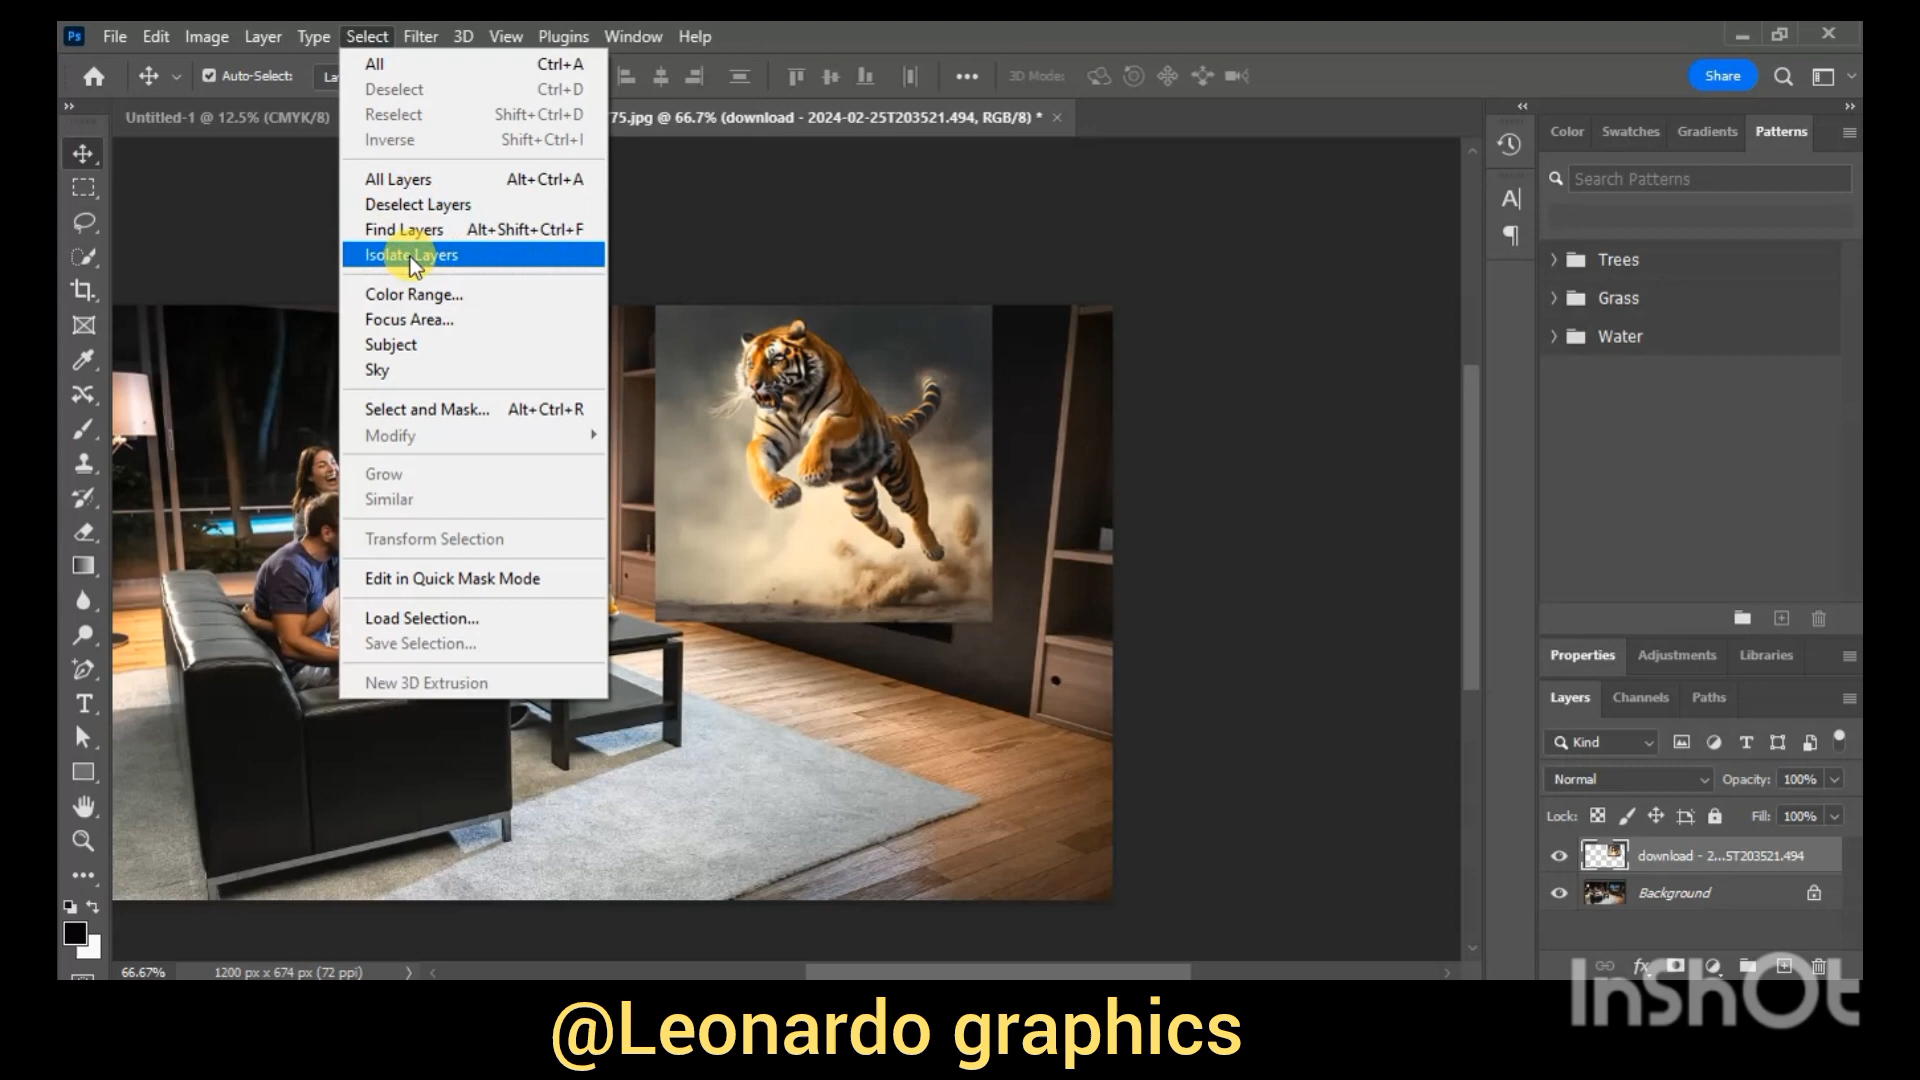 Ps File Edit Image Layer Type Select Filter 3D View Plugins Window Help
Auto-Select: 3D Mode: Share
Untitled-1 @ 12.5% (CMYK/8) 75.jpg @ 66.7% (download - 2024-02-25T203521.494, RGB/8) *
All Ctrl+A
Deselect Ctrl+D
Reselect Shift+Ctrl+D
Inverse Shift+Ctrl+I
All Layers Alt+Ctrl+A
Deselect Layers
Find Layers Alt+Shift+Ctrl+F
Isolate Layers
Color Range...
Focus Area...
Subject
Sky
Select and Mask... Alt+Ctrl+R
Modify
Grow
Similar
Transform Selection
Edit in Quick Mask Mode
Load Selection...
Save Selection...
New 3D Extrusion
Color Swatches Gradients Patterns
Search Patterns
Trees
Grass
Water
Properties Adjustments Libraries
Layers Channels Paths
Kind
Normal Opacity: 100%
Lock: Fill: 100%
download - 2...5T203521.494
Background
66.67% 1200 px x 674 px (72 ppi)
InShOt
@Leonardo graphics